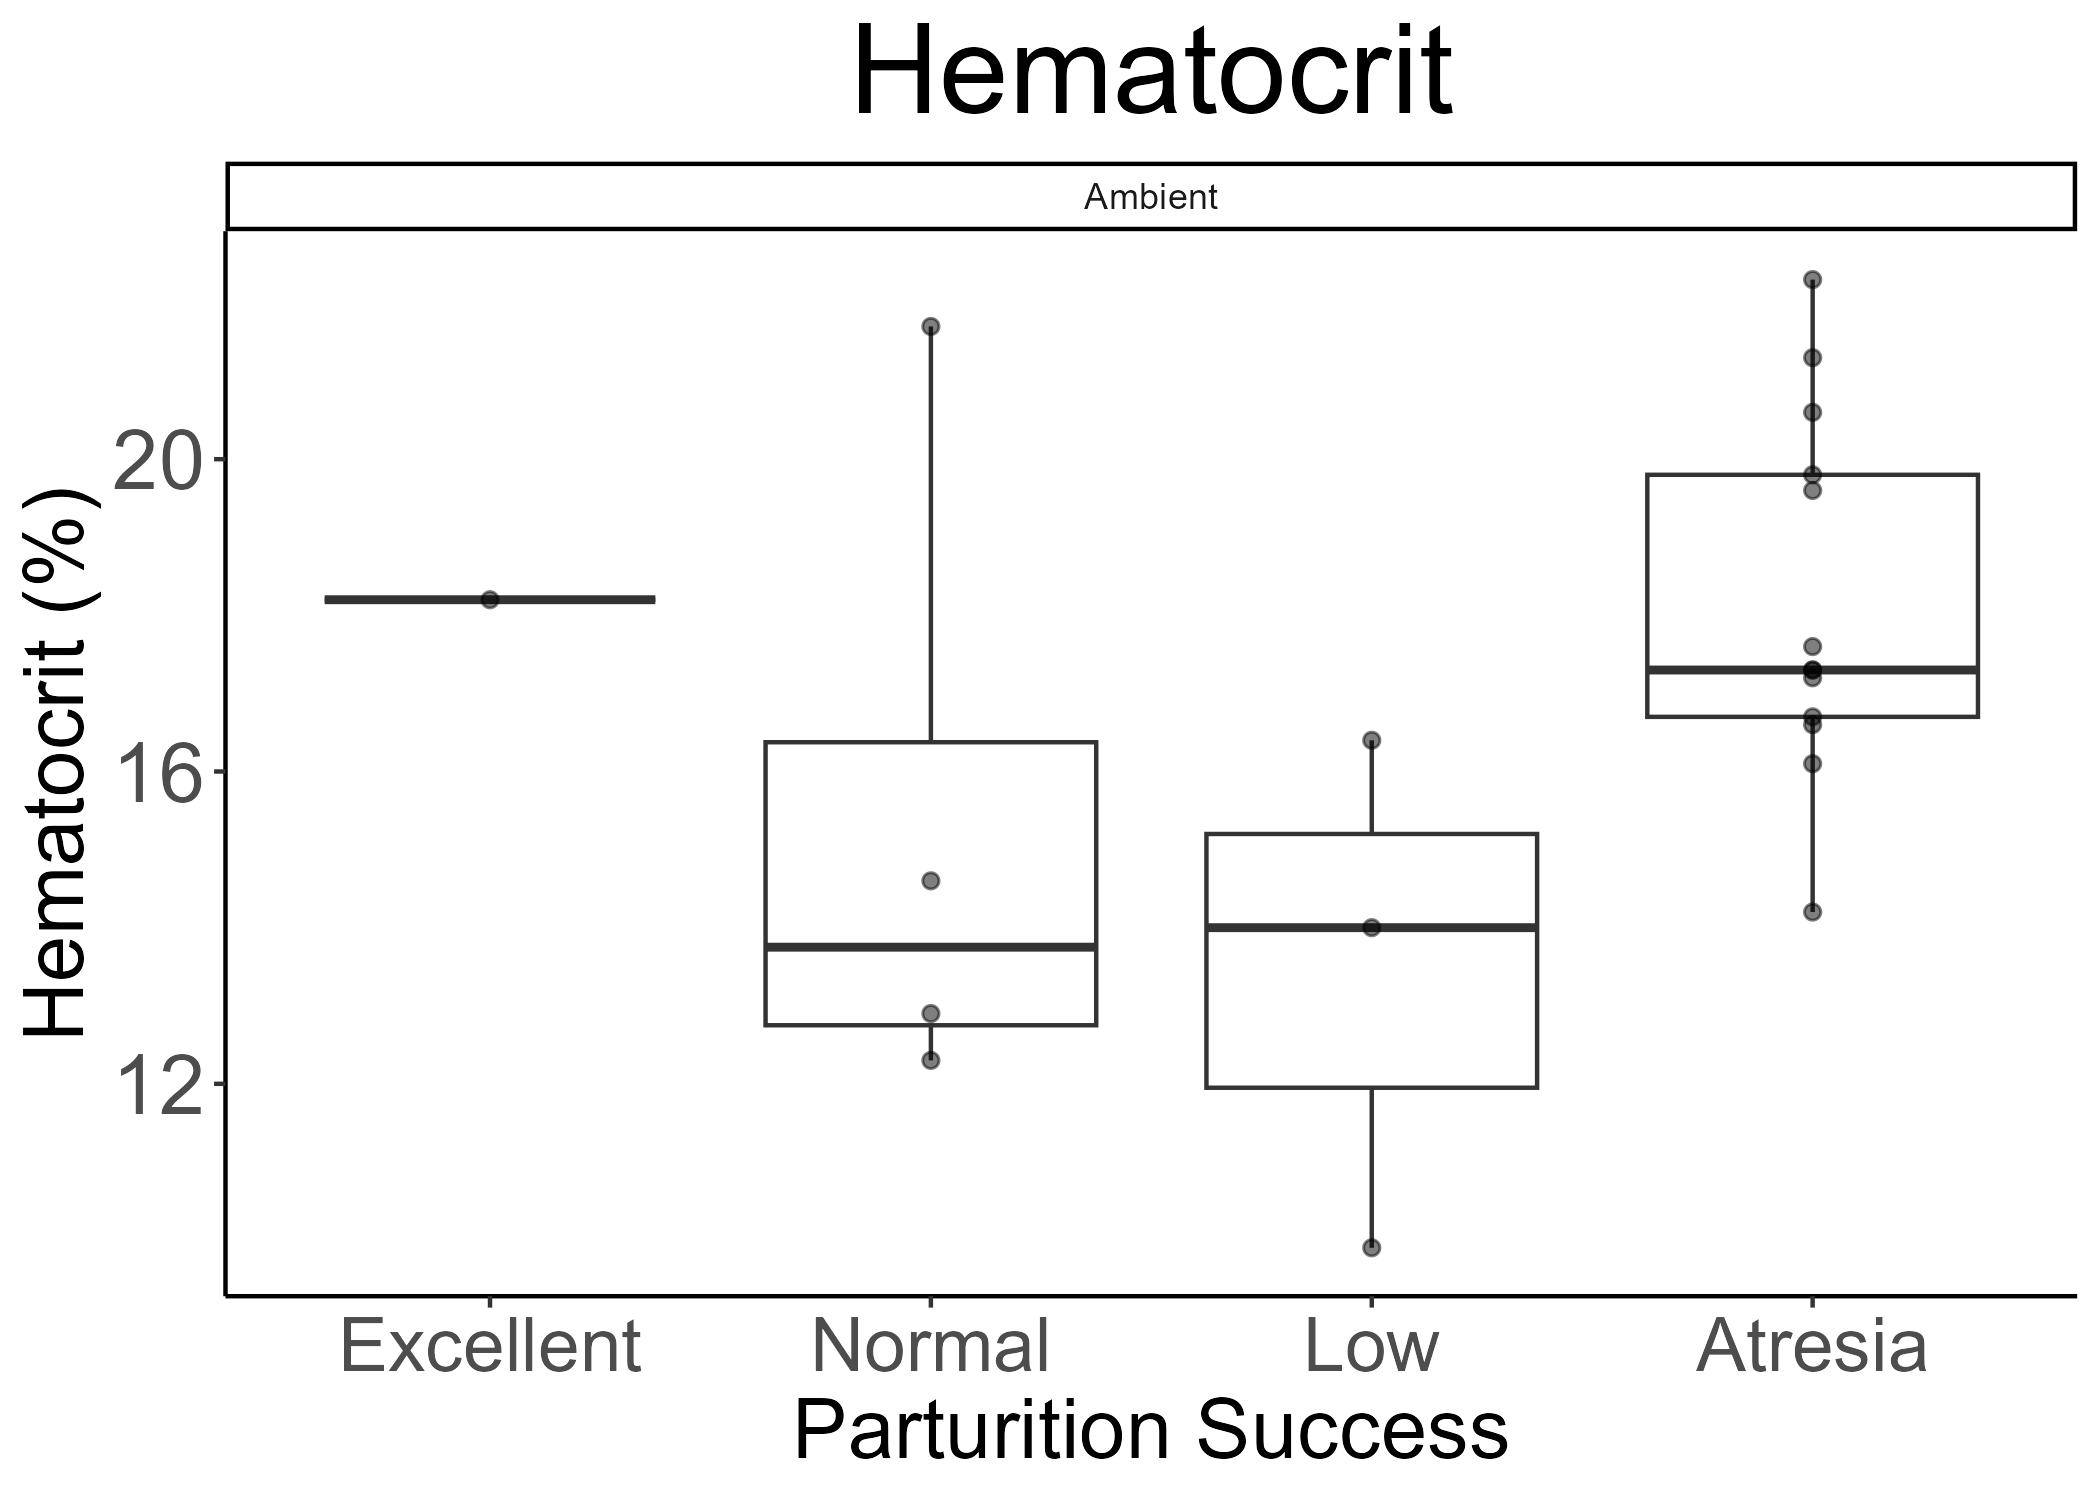 Hematocrit
Ambient
Hematocrit (%)
20
16
12
Excellent Normal Low Atresia
Parturition Success